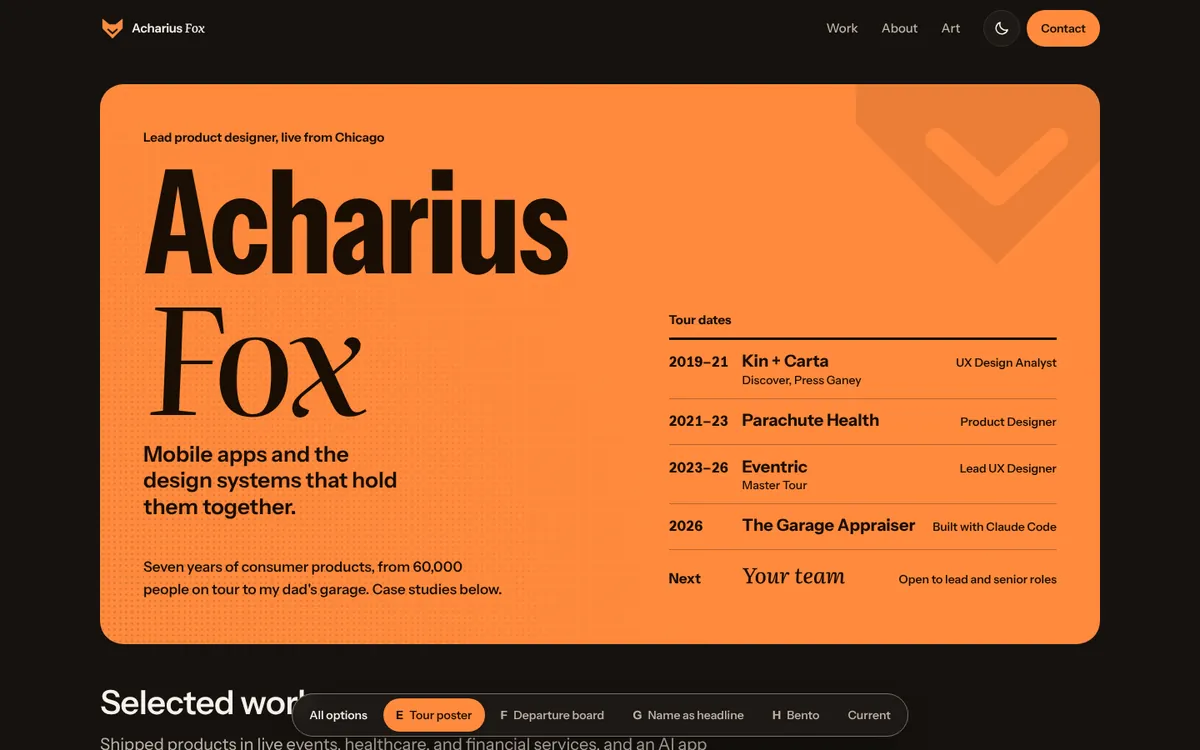 Acharius Fox
Work
About
Art
Contact
Lead product designer, live from Chicago
Acharius
Fox
Mobile apps and the
design systems that hold
them together.
Seven years of consumer products, from 60,000
people on tour to my dad's garage. Case studies below.
Tour dates
2019–21 Kin + Carta UX Design Analyst
Discover, Press Ganey
2021–23 Parachute Health Product Designer
2023–26 Eventric Lead UX Designer
Master Tour
2026 The Garage Appraiser Built with Claude Code
Next Your team Open to lead and senior roles
Selected work
All options
E Tour poster
F Departure board
G Name as headline
H Bento
Current
Shipped products in live events, healthcare, and financial services, and an AI app